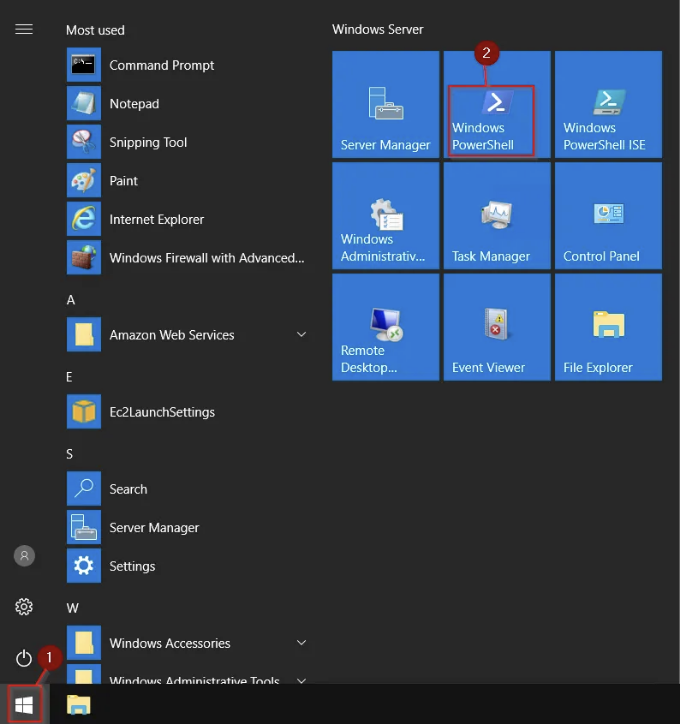 Most used
Command Prompt
Notepad
Snipping Tool
Paint
Internet Explorer
Windows Firewall with Advanced...
A
Amazon Web Services
E
Ec2LaunchSettings
S
Search
Server Manager
Settings
W
Windows Accessories
Windows Administrative Tools
1
Windows Server
2
Server Manager
Windows
PowerShell
Windows
PowerShell ISE
Windows
Administrativ...
Task Manager
Control Panel
Remote
Desktop...
Event Viewer
File Explorer